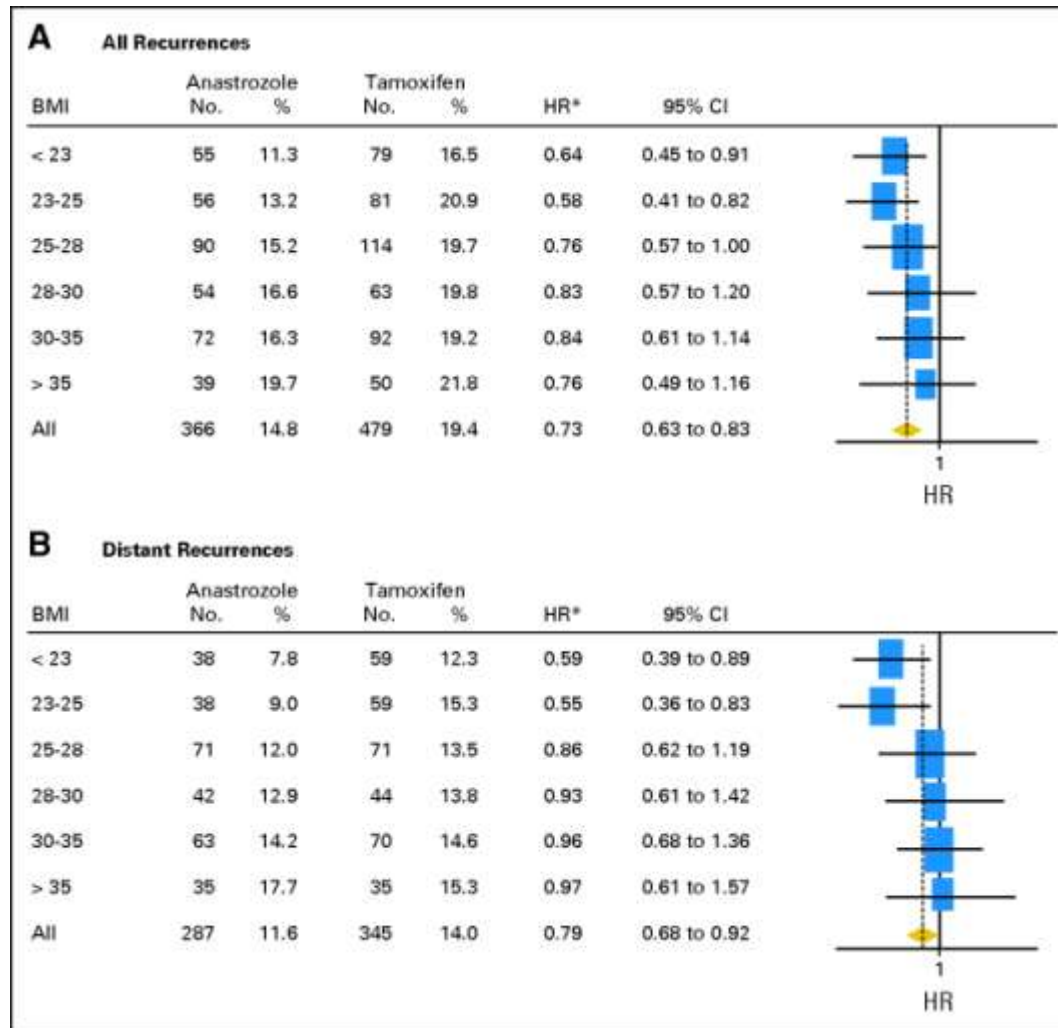 A All Recurrences
Anastrozole Tamoxifen
BMI No. % No. % HR* 95% CI
< 23 55 11.3 79 16.5 0.64 0.45 to 0.91
23-25 56 13.2 81 20.9 0.58 0.41 to 0.82
25-28 90 15.2 114 19.7 0.76 0.57 to 1.00
28-30 54 16.6 63 19.8 0.83 0.57 to 1.20
30-35 72 16.3 92 19.2 0.84 0.61 to 1.14
> 35 39 19.7 50 21.8 0.76 0.49 to 1.16
All 366 14.8 479 19.4 0.73 0.63 to 0.83
1
HR
B Distant Recurrences
Anastrozole Tamoxifen
BMI No. % No. % HR* 95% CI
< 23 38 7.8 59 12.3 0.59 0.39 to 0.89
23-25 38 9.0 59 15.3 0.55 0.36 to 0.83
25-28 71 12.0 71 13.5 0.86 0.62 to 1.19
28-30 42 12.9 44 13.8 0.93 0.61 to 1.42
30-35 63 14.2 70 14.6 0.96 0.68 to 1.36
> 35 35 17.7 35 15.3 0.97 0.61 to 1.57
All 287 11.6 345 14.0 0.79 0.68 to 0.92
1
HR